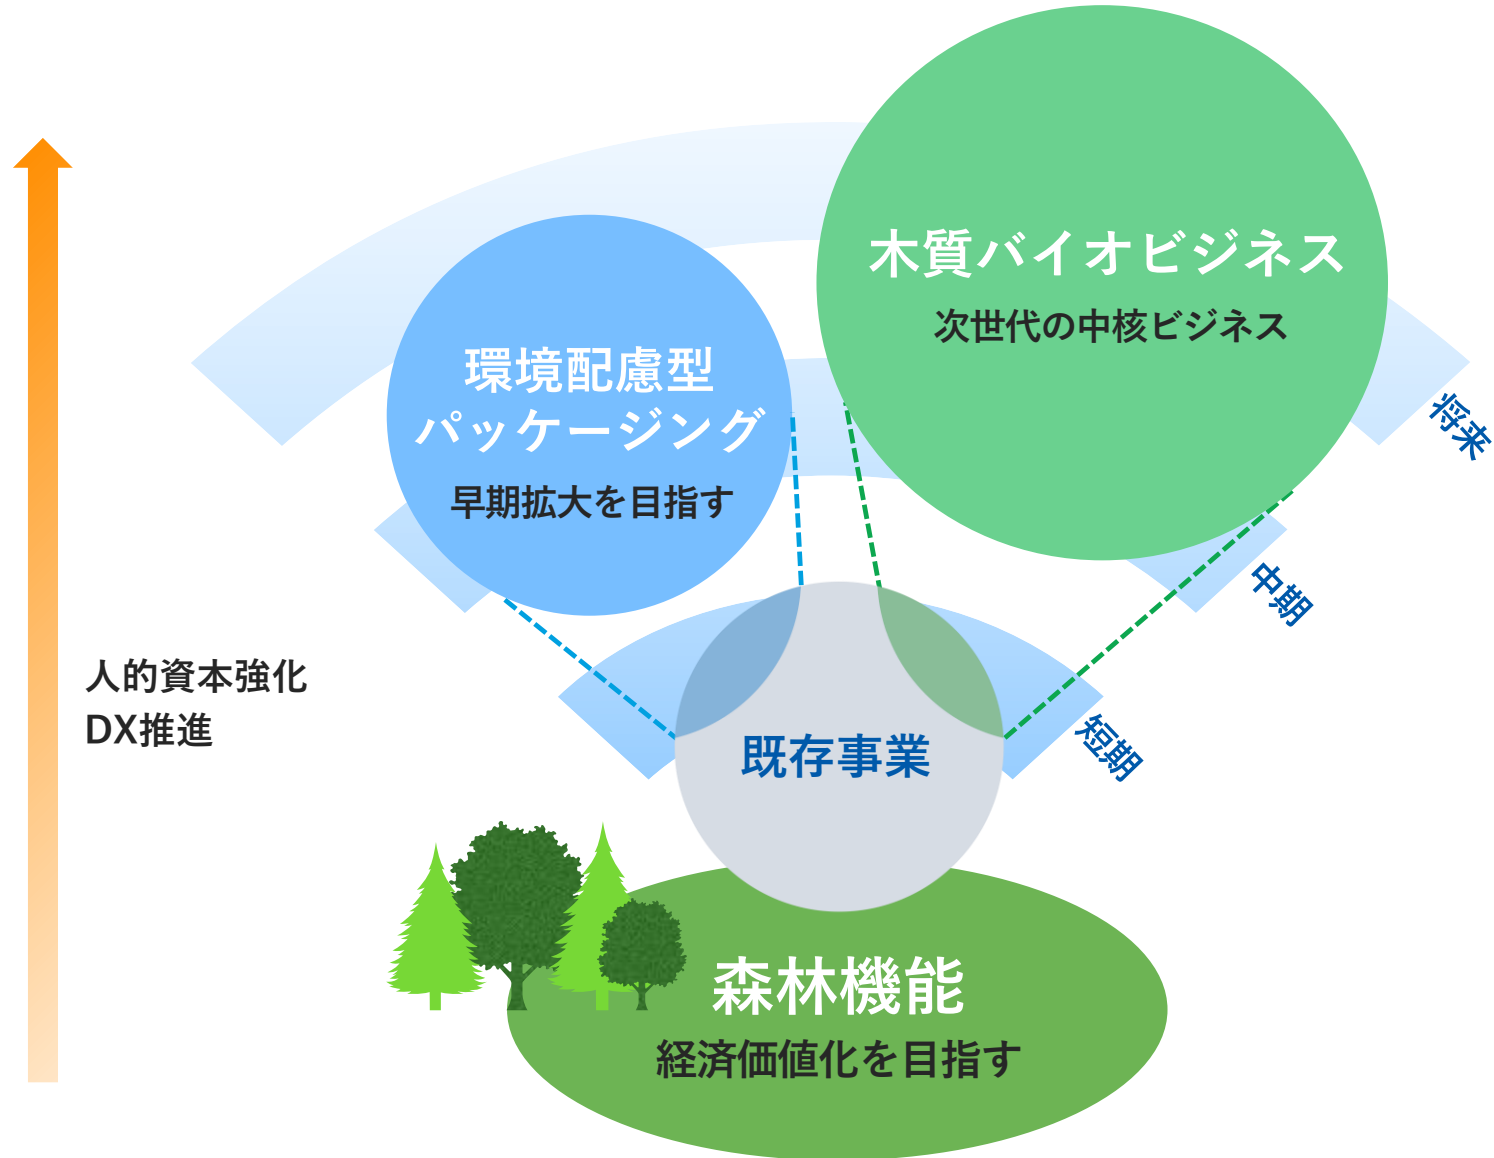 木質バイオビジネス
次世代の中核ビジネス
環境配慮型
パッケージング
早期拡大を目指す
将来
中期
短期
人的資本強化
DX推進
既存事業
森林機能
経済価値化を目指す